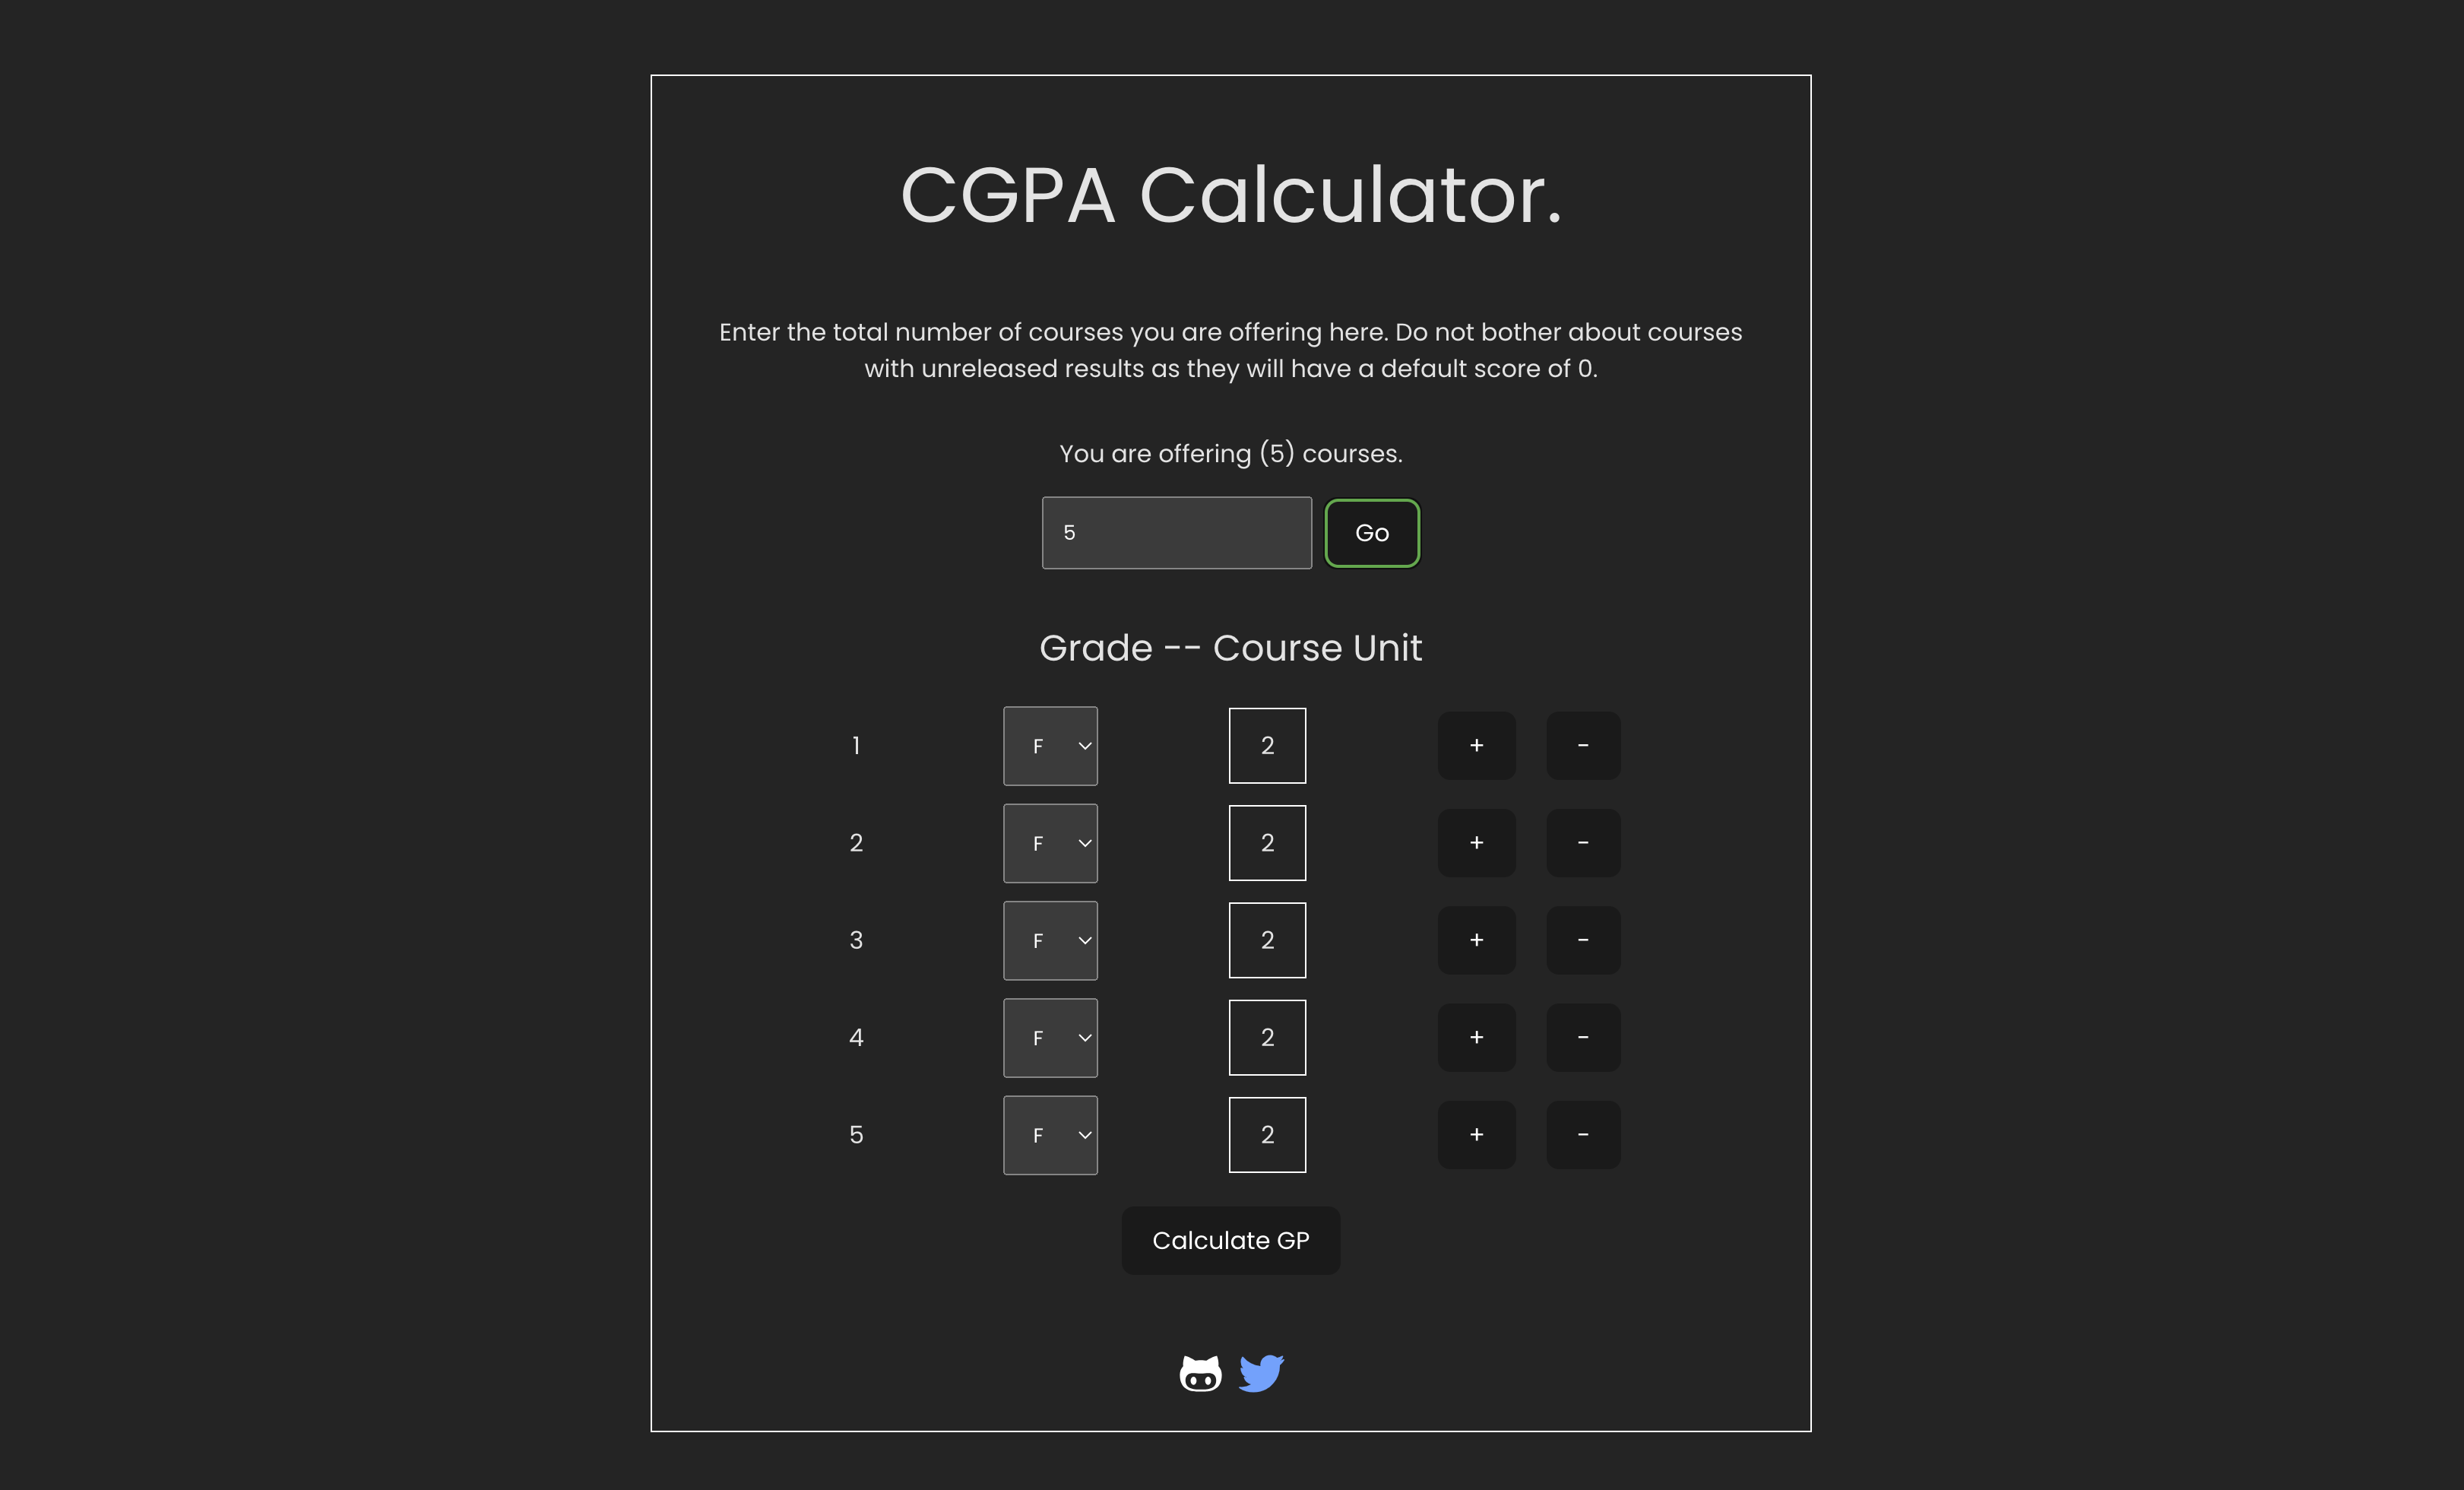 CGPA Calculator.
Enter the total number of courses you are offering here. Do not bother about courses
with unreleased results as they will have a default score of 0.
You are offering (5) courses.
5 Go
Grade -- Course Unit
1 F 2 + -
2 F 2 + -
3 F 2 + -
4 F 2 + -
5 F 2 + -
Calculate GP